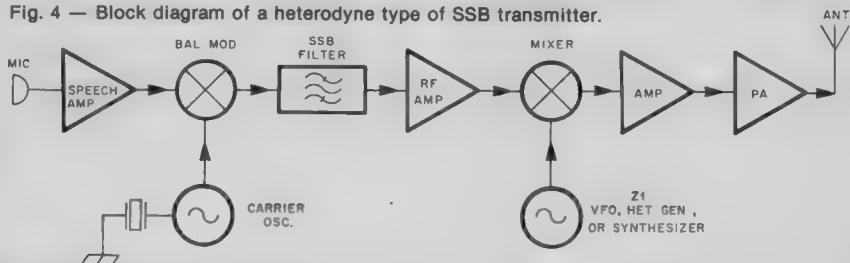 Fig. 4 — Block diagram of a heterodyne type of SSB transmitter.
ANT
MIC
SPEECH
AMP
BAL MOD
SSB
FILTER
RF
AMP
MIXER
AMP
PA
CARRIER
OSC.
Z1
VFO, HET GEN,
OR SYNTHESIZER